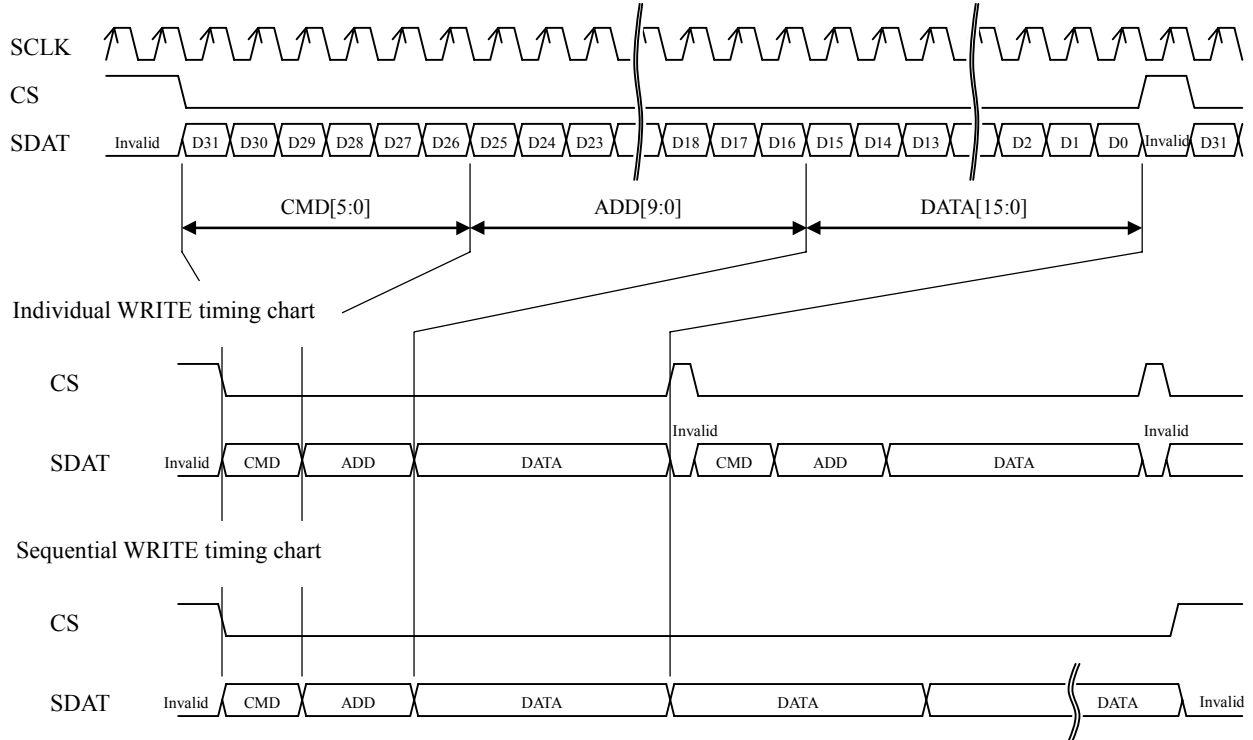 SCLK
CS
SDAT Invalid D31 D30 D29 D28 D27 D26 D25 D24 D23 D18 D17 D16 D15 D14 D13 D2 D1 D0 Invalid D31
CMD[5:0] ADD[9:0] DATA[15:0]
Individual WRITE timing chart
CS
Invalid Invalid
SDAT Invalid CMD ADD DATA CMD ADD DATA
Sequential WRITE timing chart
CS
SDAT Invalid CMD ADD DATA DATA DATA Invalid